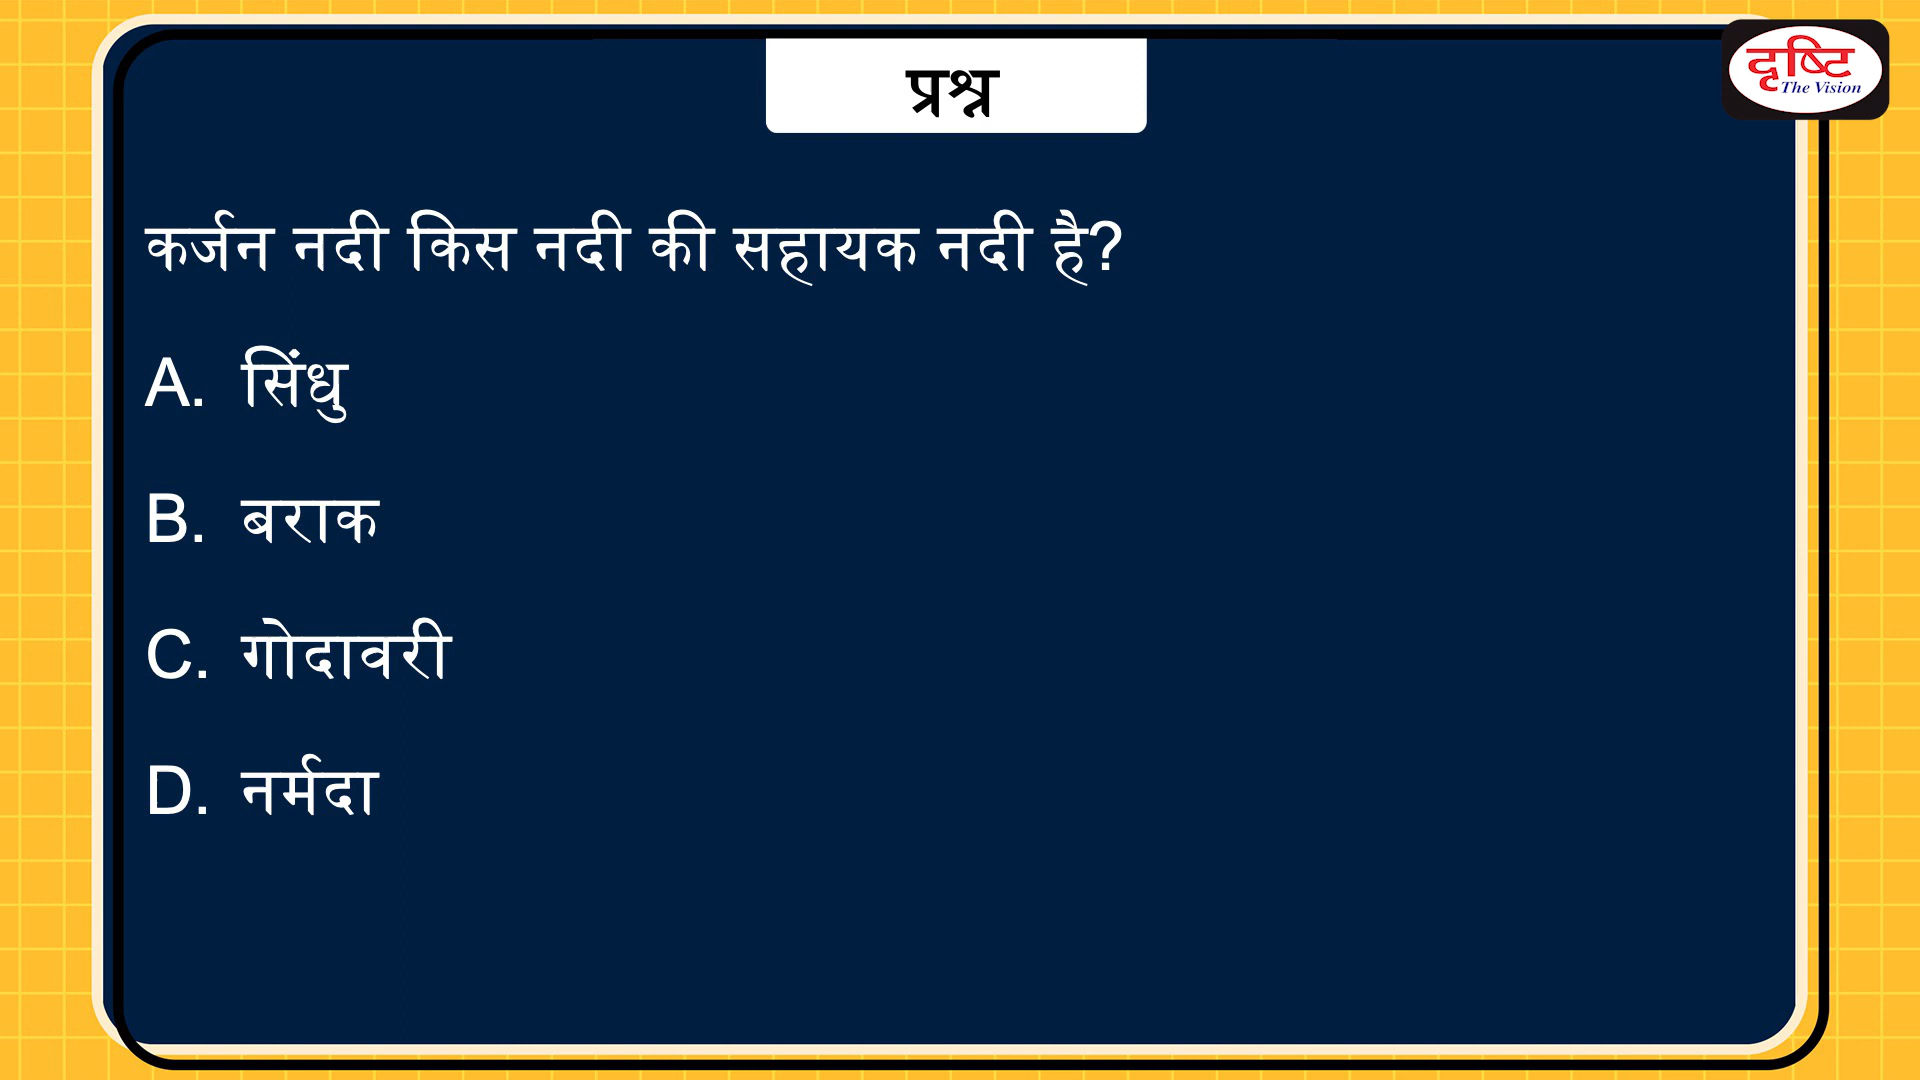 प्रश्न
दृष्टि
The Vision
कर्जन नदी किस नदी की सहायक नदी है?
A. सिंधु
B. बराक
C. गोदावरी
D. नर्मदा